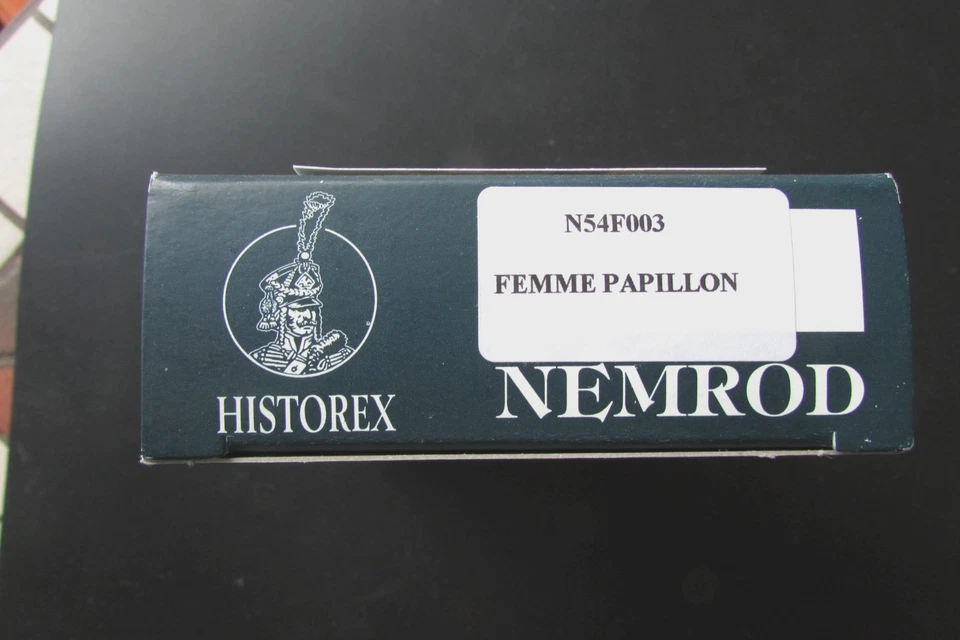 N54F003
FEMME PAPILLON
HISTOREX
NEMROD